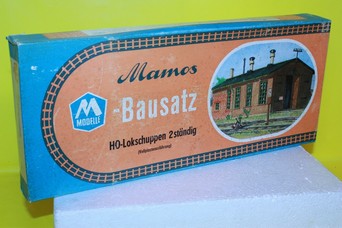 Mamos
M
MODELLE
-Bausatz
HO-Lokschuppen 2ständig